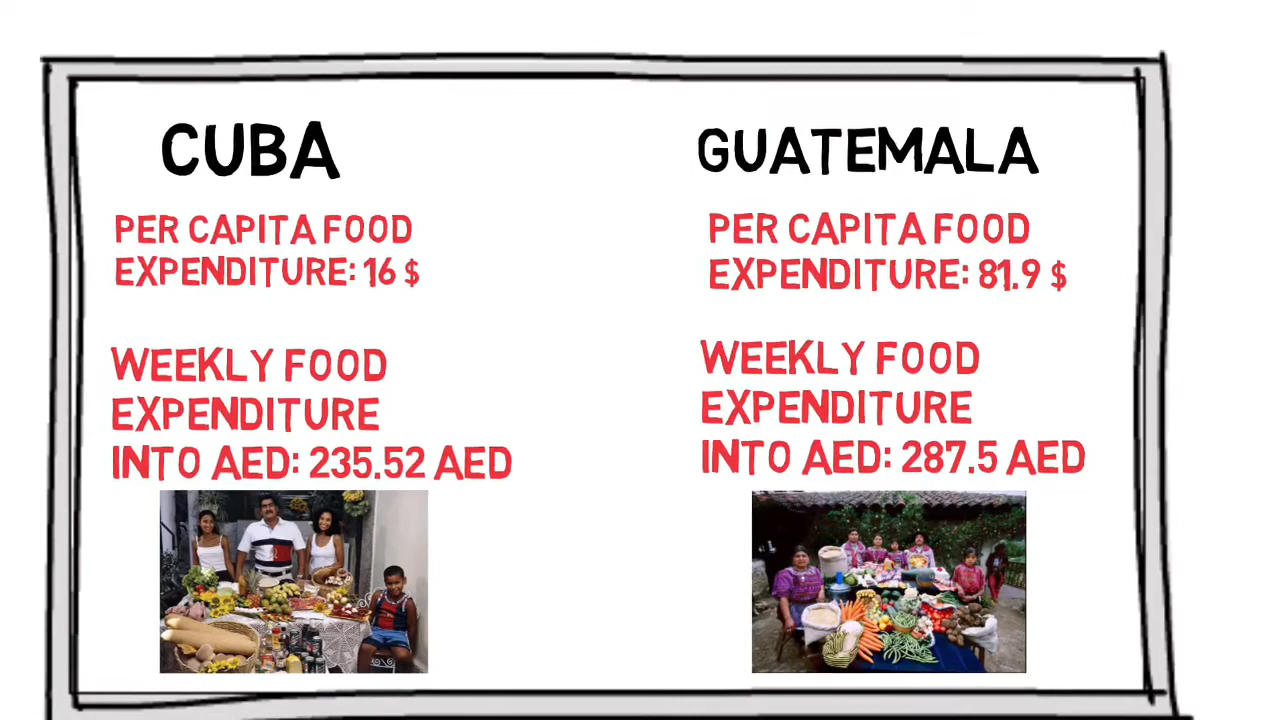 CUBA
PER CAPITA FOOD
EXPENDITURE: 16 $
WEEKLY FOOD
EXPENDITURE
INTO AED: 235.52 AED
GUATEMALA
PER CAPITA FOOD
EXPENDITURE: 81.9 $
WEEKLY FOOD
EXPENDITURE
INTO AED: 287.5 AED